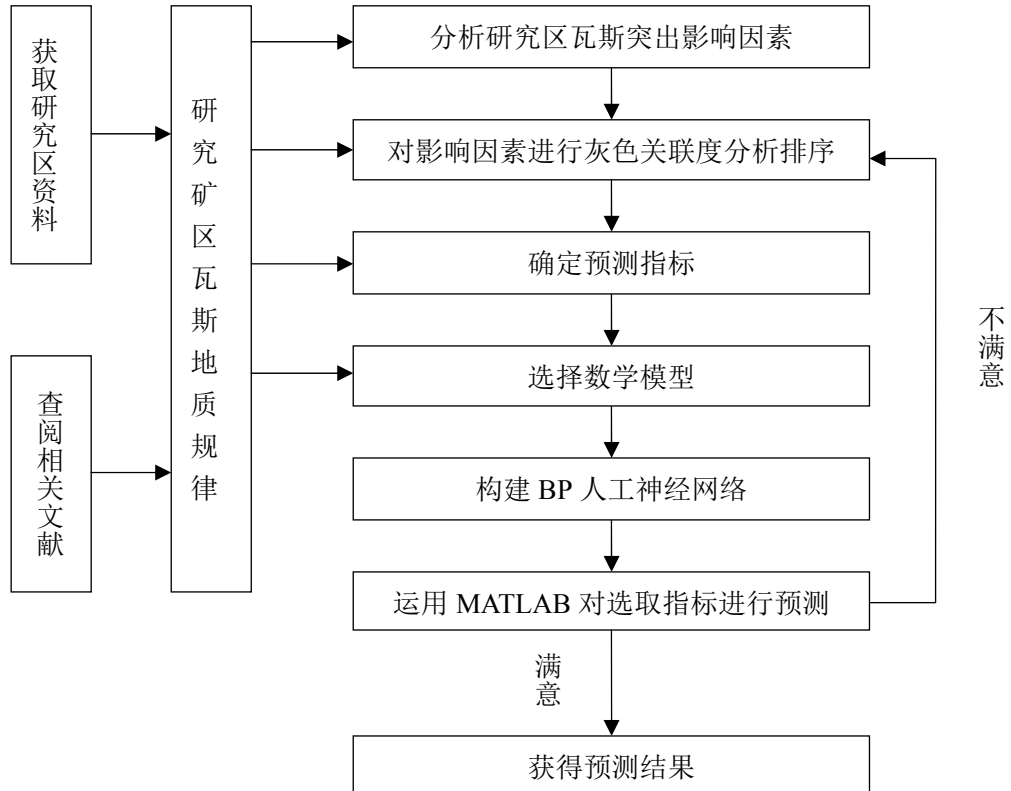 获取研究区资料
查阅相关文献
研究矿区瓦斯地质规律
分析研究区瓦斯突出影响因素
对影响因素进行灰色关联度分析排序
确定预测指标
选择数学模型
构建 BP 人工神经网络
运用 MATLAB 对选取指标进行预测
不满意
满意
获得预测结果